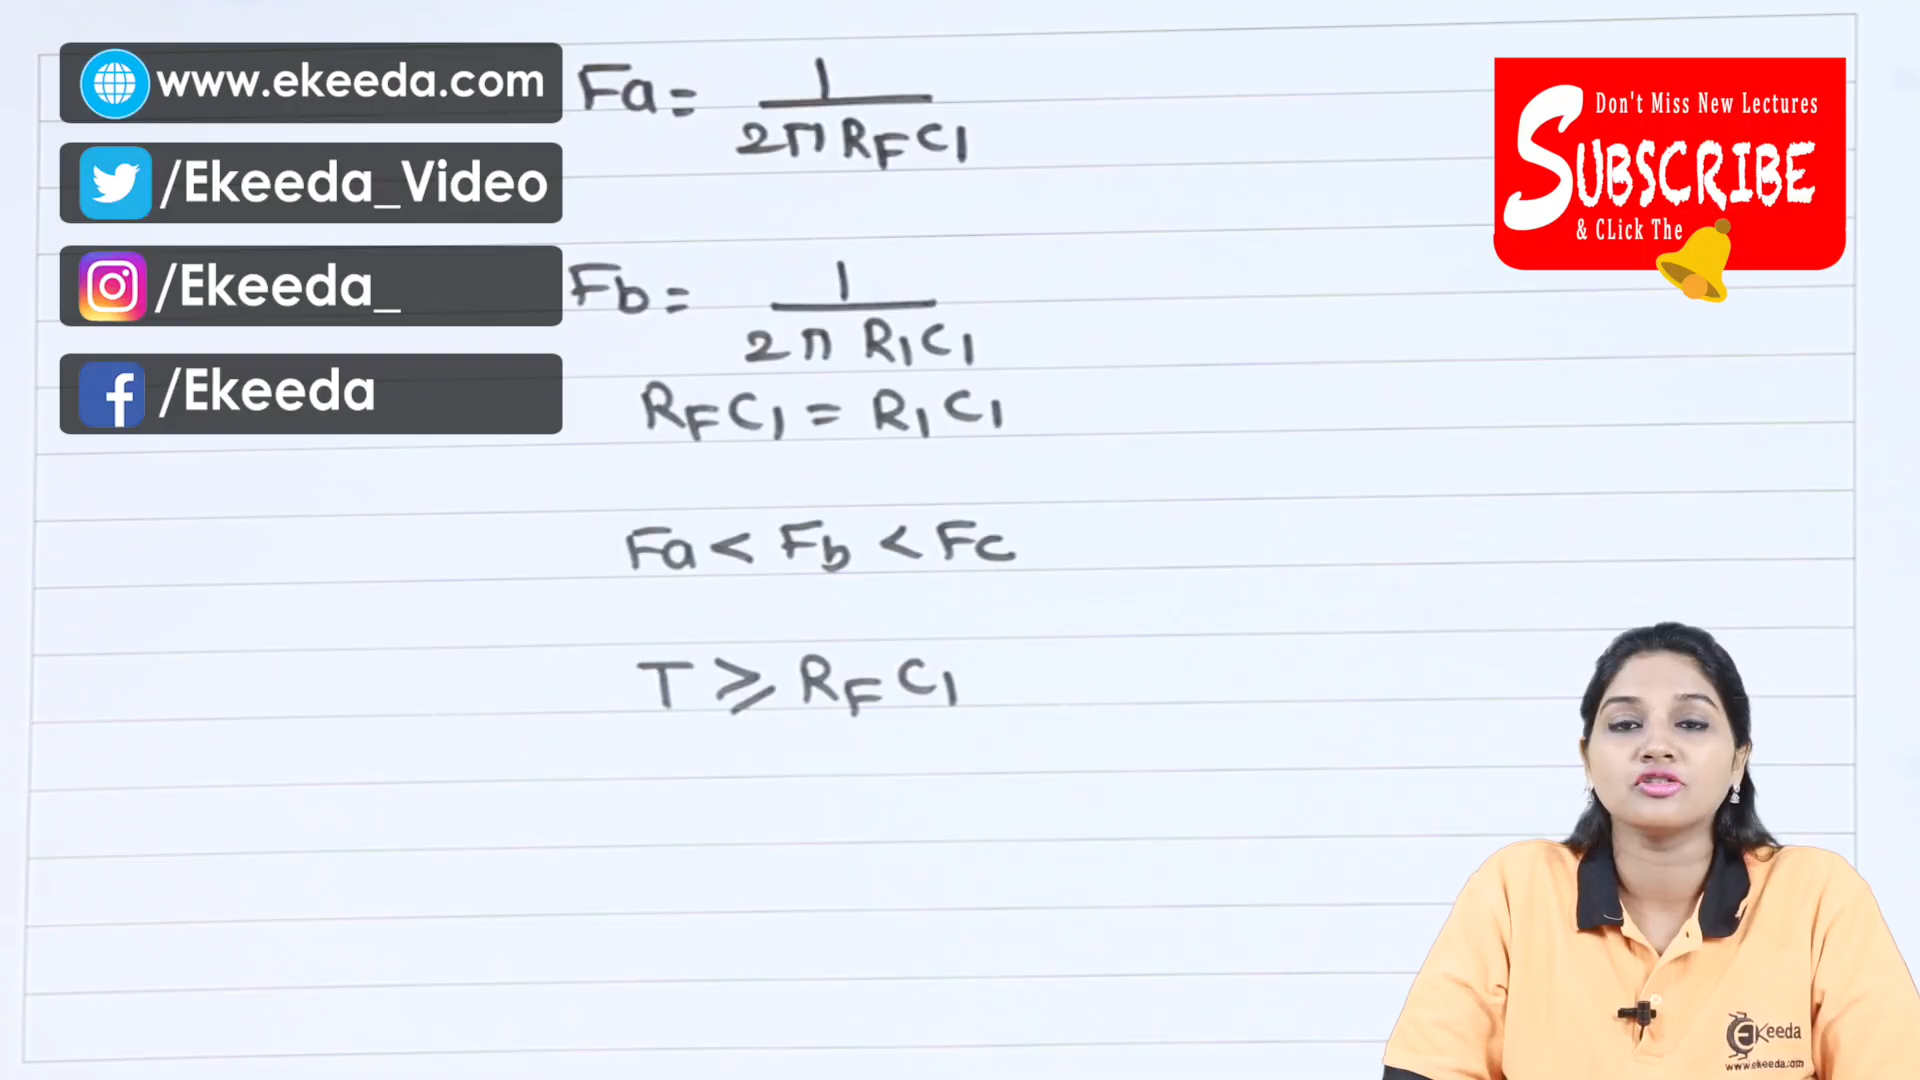 www.ekeeda.com
/Ekeeda_Video
/Ekeeda_
/Ekeeda
Fa = 1 / 2π RF C1
Fb = 1 / 2π R1 C1
RF C1 = R1 C1
Fa < Fb < Fc
T ⩾ RF C1
Don't Miss New Lectures
SUBSCRIBE
& CLick The
Ekeeda
www.ekeeda.com